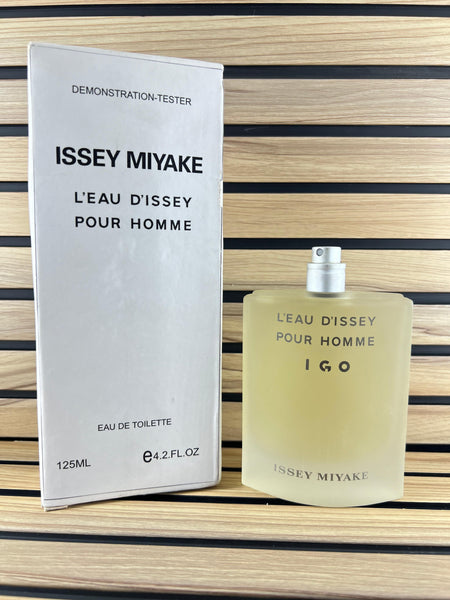 DEMONSTRATION-TESTER
ISSEY MIYAKE
L'EAU D'ISSEY
POUR HOMME
EAU DE TOILETTE
125ML e4.2.FL.OZ
L'EAU D'ISSEY
POUR HOMME
IGO
ISSEY MIYAKE